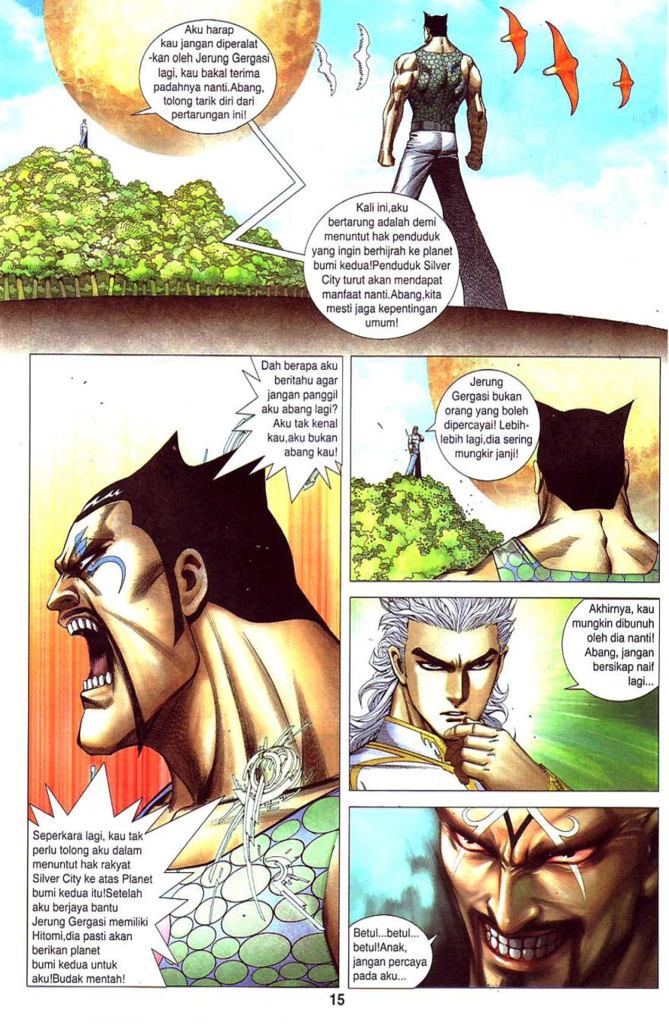 Aku harap
kau jangan diperalat
-kan oleh Jerung Gergasi
lagi, kau bakal terima
padahnya nanti.Abang,
tolong tarik diri dari
pertarungan ini!
Kali ini,aku
bertarung adalah demi
menuntut hak penduduk
yang ingin berhijrah ke planet
bumi kedua!Penduduk Silver
City turut akan mendapat
manfaat nanti.Abang,kita
mesti jaga kepentingan
umum!
Dah berapa aku
beritahu agar
jangan panggil
aku abang lagi?
Aku tak kenal
kau,aku bukan
abang kau!
Seperkara lagi, kau tak
perlu tolong aku dalam
menuntut hak rakyat
Silver City ke atas Planet
bumi kedua itu!Setelah
aku berjaya bantu
Jerung Gergasi memiliki
Hitomi,dia pasti akan
berikan planet
bumi kedua untuk
aku!Budak mentah!
Jerung
Gergasi bukan
orang yang boleh
dipercayai! Lebih-
lebih lagi,dia sering
mungkir janji!
Akhirnya, kau
mungkin dibunuh
oleh dia nanti!
Abang, jangan
bersikap naif
lagi...
Betul...betul...
betul!Anak,
jangan percaya
pada aku...
15